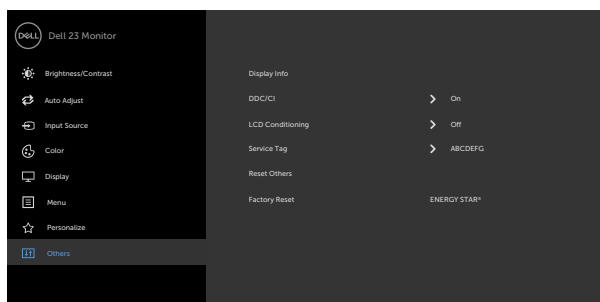 DELL Dell 23 Monitor
Brightness/Contrast
Auto Adjust
Input Source
Color
Display
Menu
Personalize
Others
Display Info
DDC/CI > On
LCD Conditioning > Off
Service Tag > ABCDEFG
Reset Others
Factory Reset ENERGY STAR®